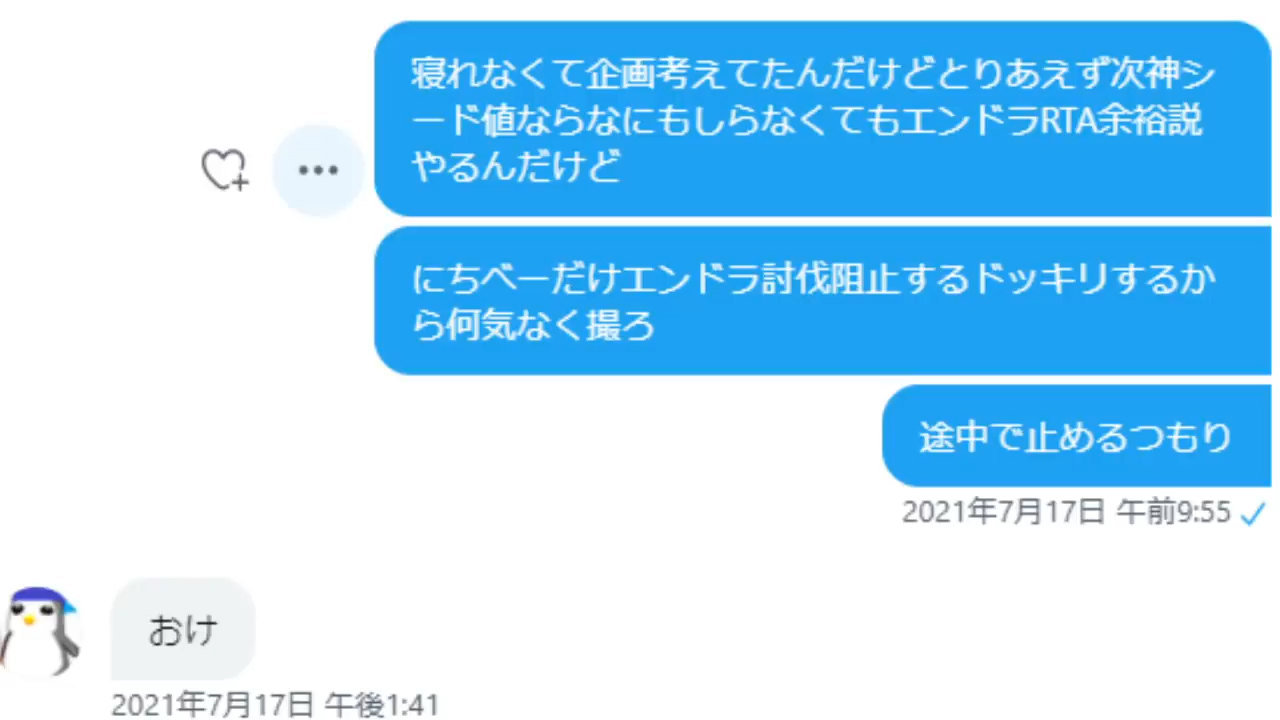 寝れなくて企画考えてたんだけどとりあえず次神シ
ード値ならなにもしらなくてもエンドラRTA余裕説
やるんだけど
にちべーだけエンドラ討伐阻止するドッキリするか
ら何気なく撮ろ
途中で止めるつもり
2021年7月17日 午前9:55
おけ
2021年7月17日 午後1:41